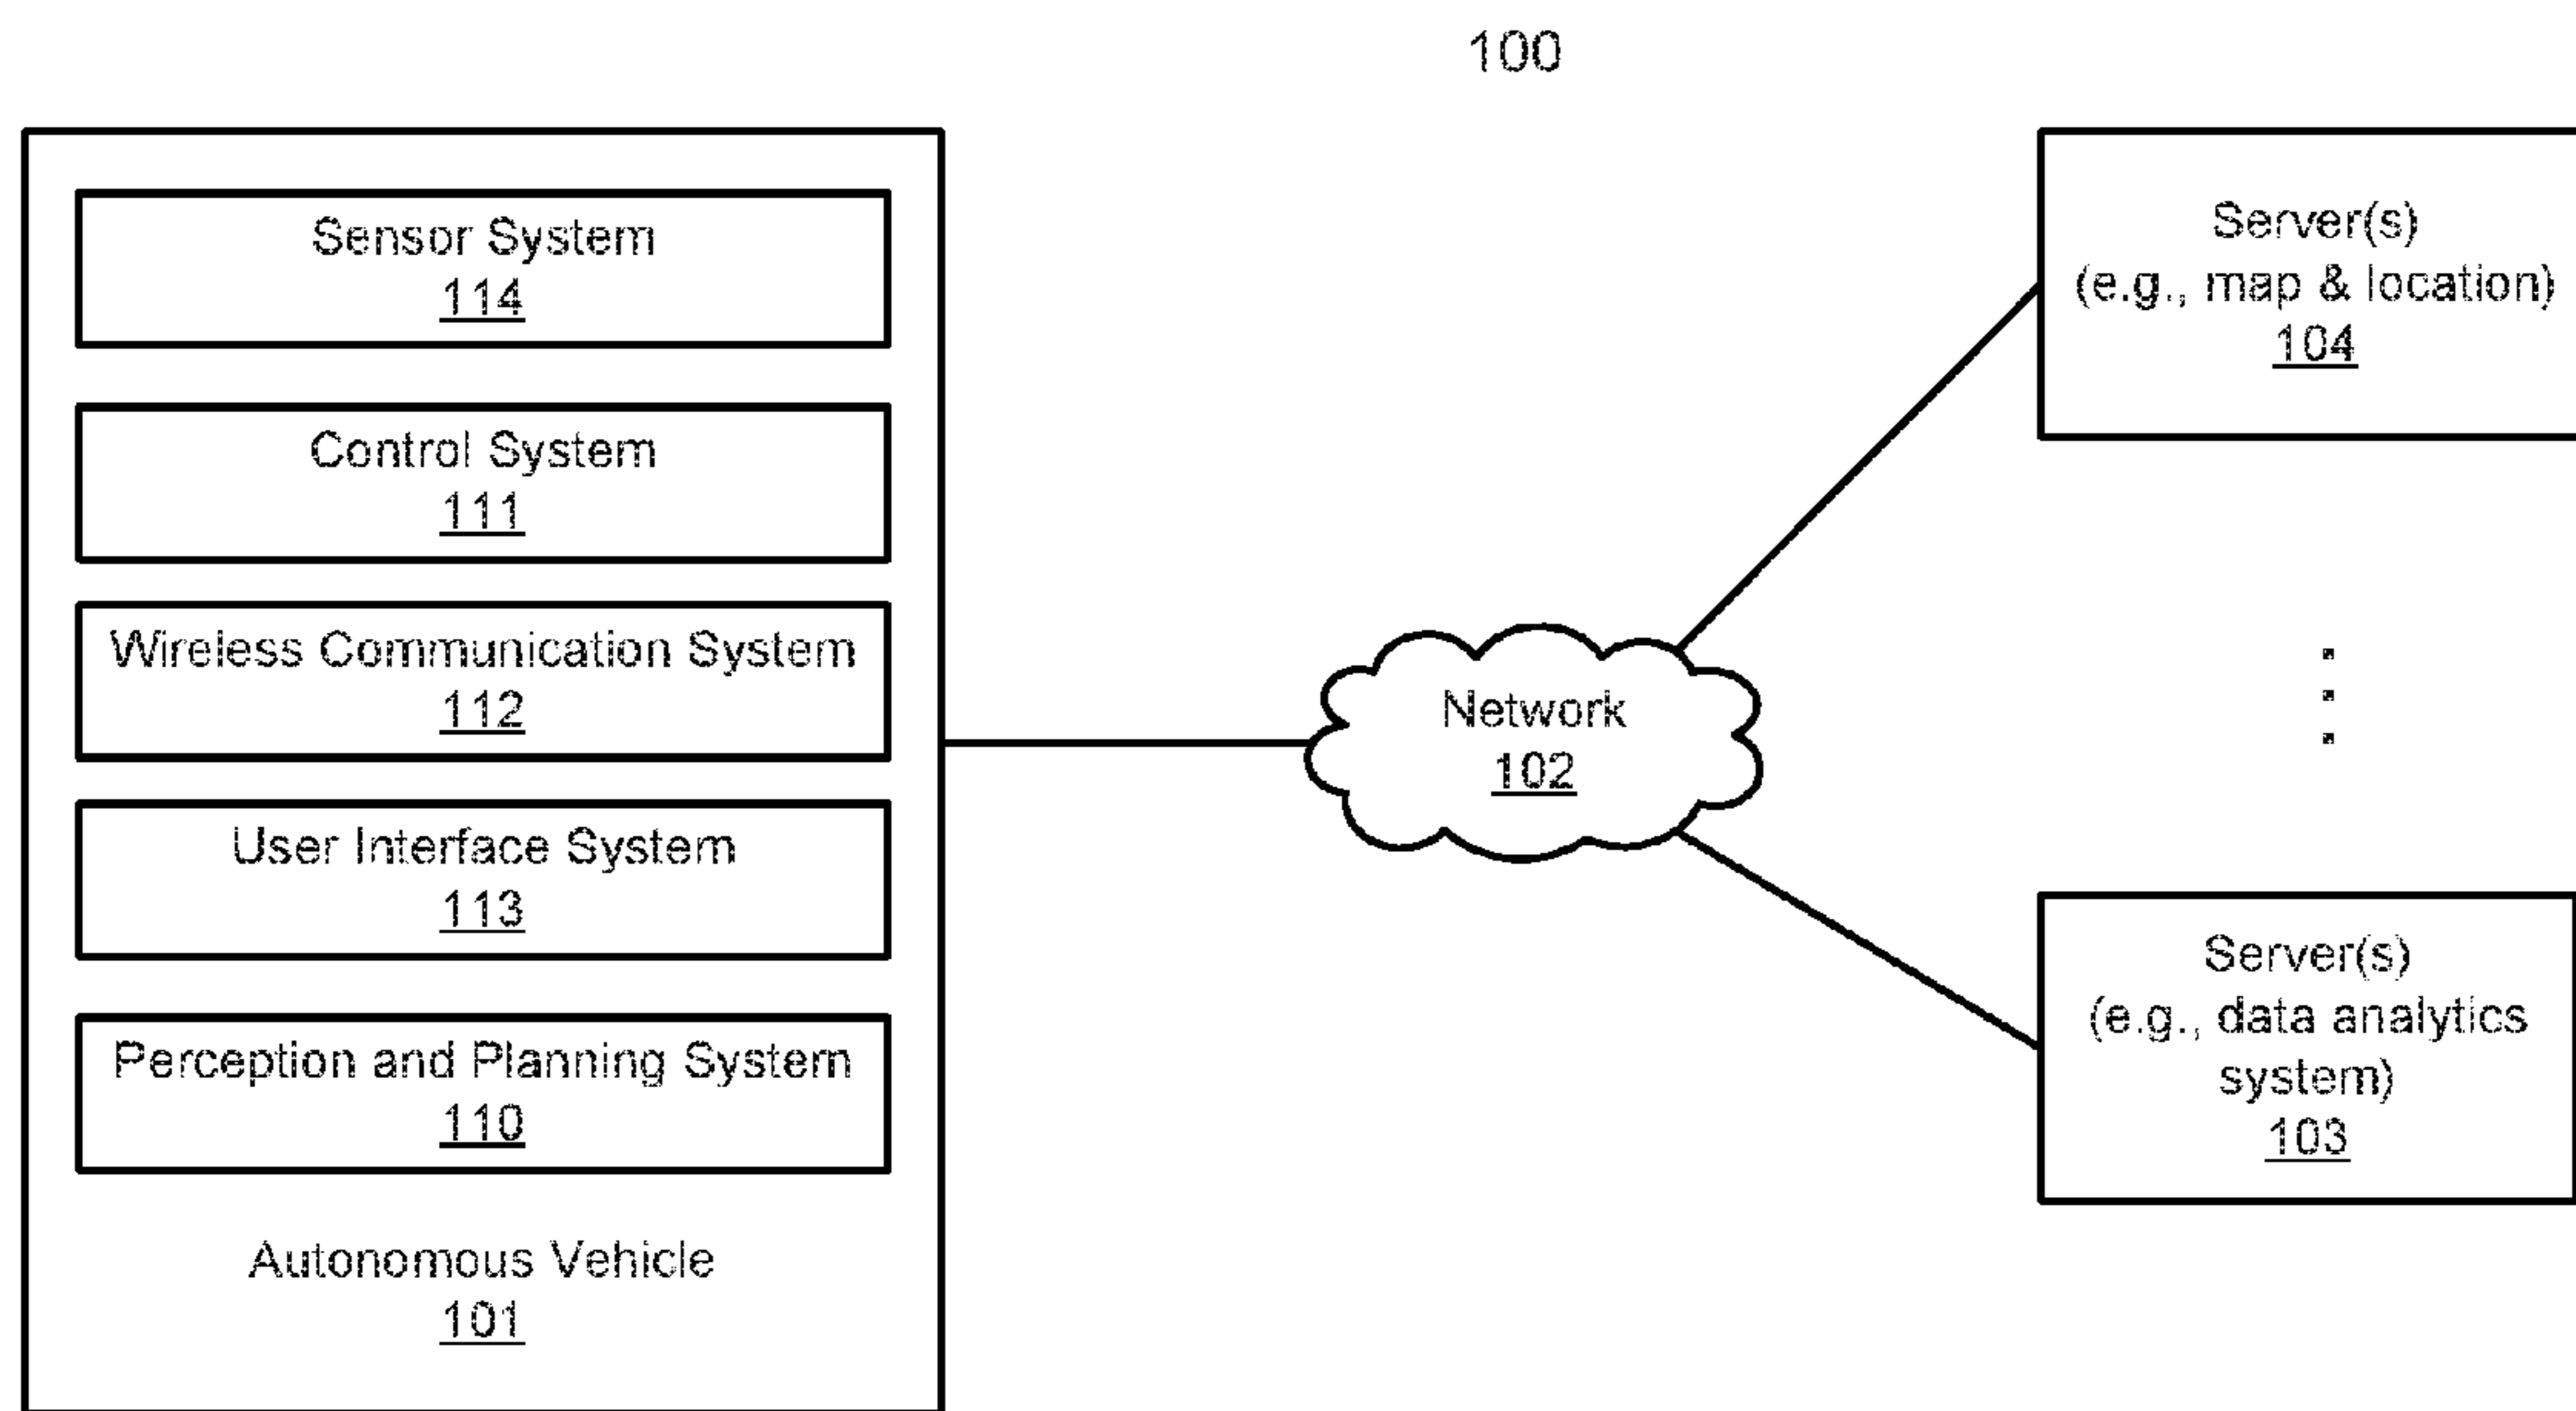 100
Sensor System
114
Control System
111
Wireless Communication System
112
User Interface System
113
Perception and Planning System
110
Autonomous Vehicle
101
Network
102
Server(s)
(e.g., map & location)
104
Server(s)
(e.g., data analytics
system)
103